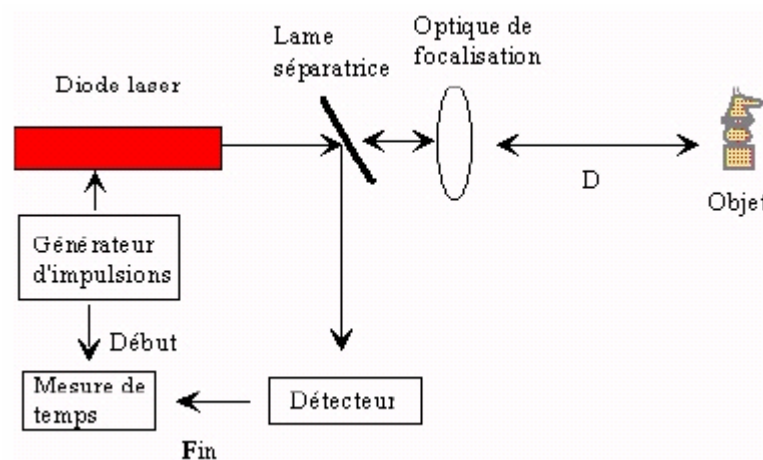 Optique de
focalisation
Lame
séparatrice
Diode laser
D
Objet
Générateur
d'impulsions
Début
Mesure de
temps
Détecteur
Fin